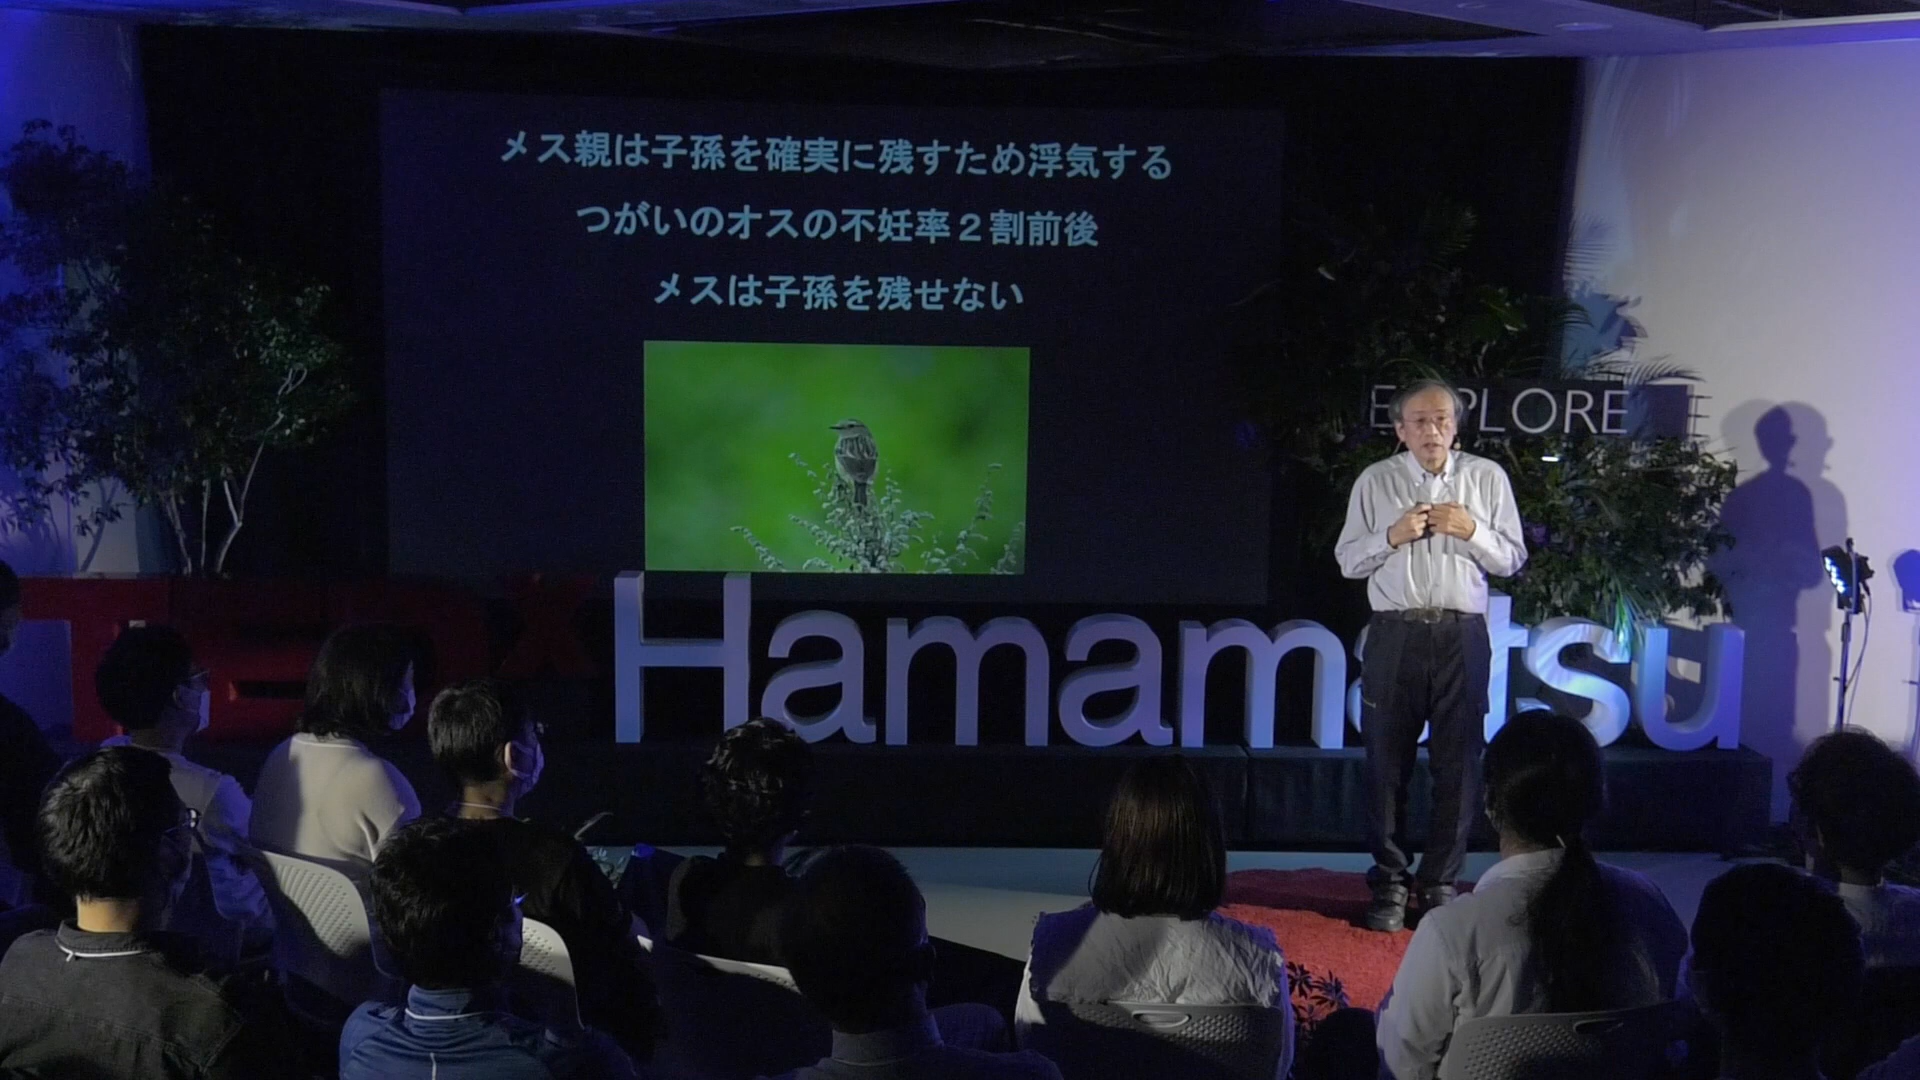 メス親は子孫を確実に残すため浮気する
つがいのオスの不妊率２割前後
メスは子孫を残せない
EXPLORE
TEDx Hamamatsu